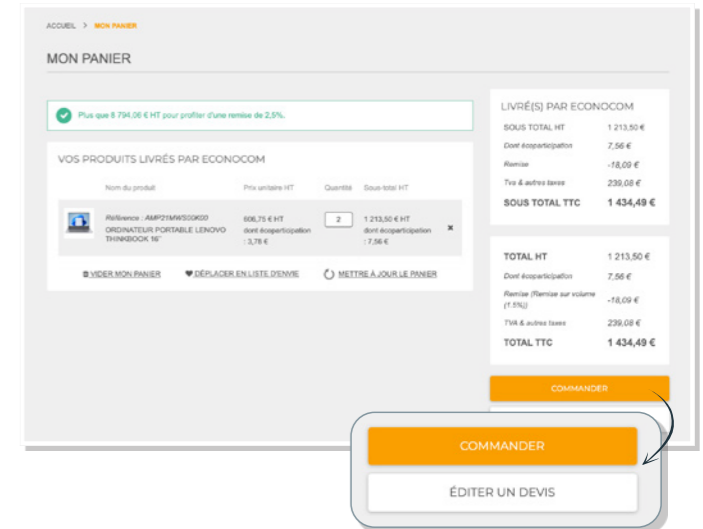 ACCUEIL > MON PANIER
MON PANIER
Plus que 8 794,06 € HT pour profiter d'une remise de 2,5%.
VOS PRODUITS LIVRÉS PAR ECONOCOM
Nom du produit Prix unitaire HT Quantité Sous-total HT
Référence : AMP21MWS00K00 606,75 € HT 2 1 213,50 € HT
ORDINATEUR PORTABLE LENOVO dont écoparticipation dont écoparticipation
THINKBOOK 16" : 3,78 € : 7,56 €
VIDER MON PANIER DÉPLACER EN LISTE D'ENVIE METTRE À JOUR LE PANIER
LIVRÉ(S) PAR ECONOCOM
SOUS TOTAL HT 1 213,50 €
Dont écoparticipation 7,56 €
Remise -18,09 €
Tva & autres taxes 239,08 €
SOUS TOTAL TTC 1 434,49 €
TOTAL HT 1 213,50 €
Dont écoparticipation 7,56 €
Remise (Remise sur volume
(1.5%)) -18,09 €
TVA & autres taxes 239,08 €
TOTAL TTC 1 434,49 €
COMMANDER
COMMANDER
ÉDITER UN DEVIS